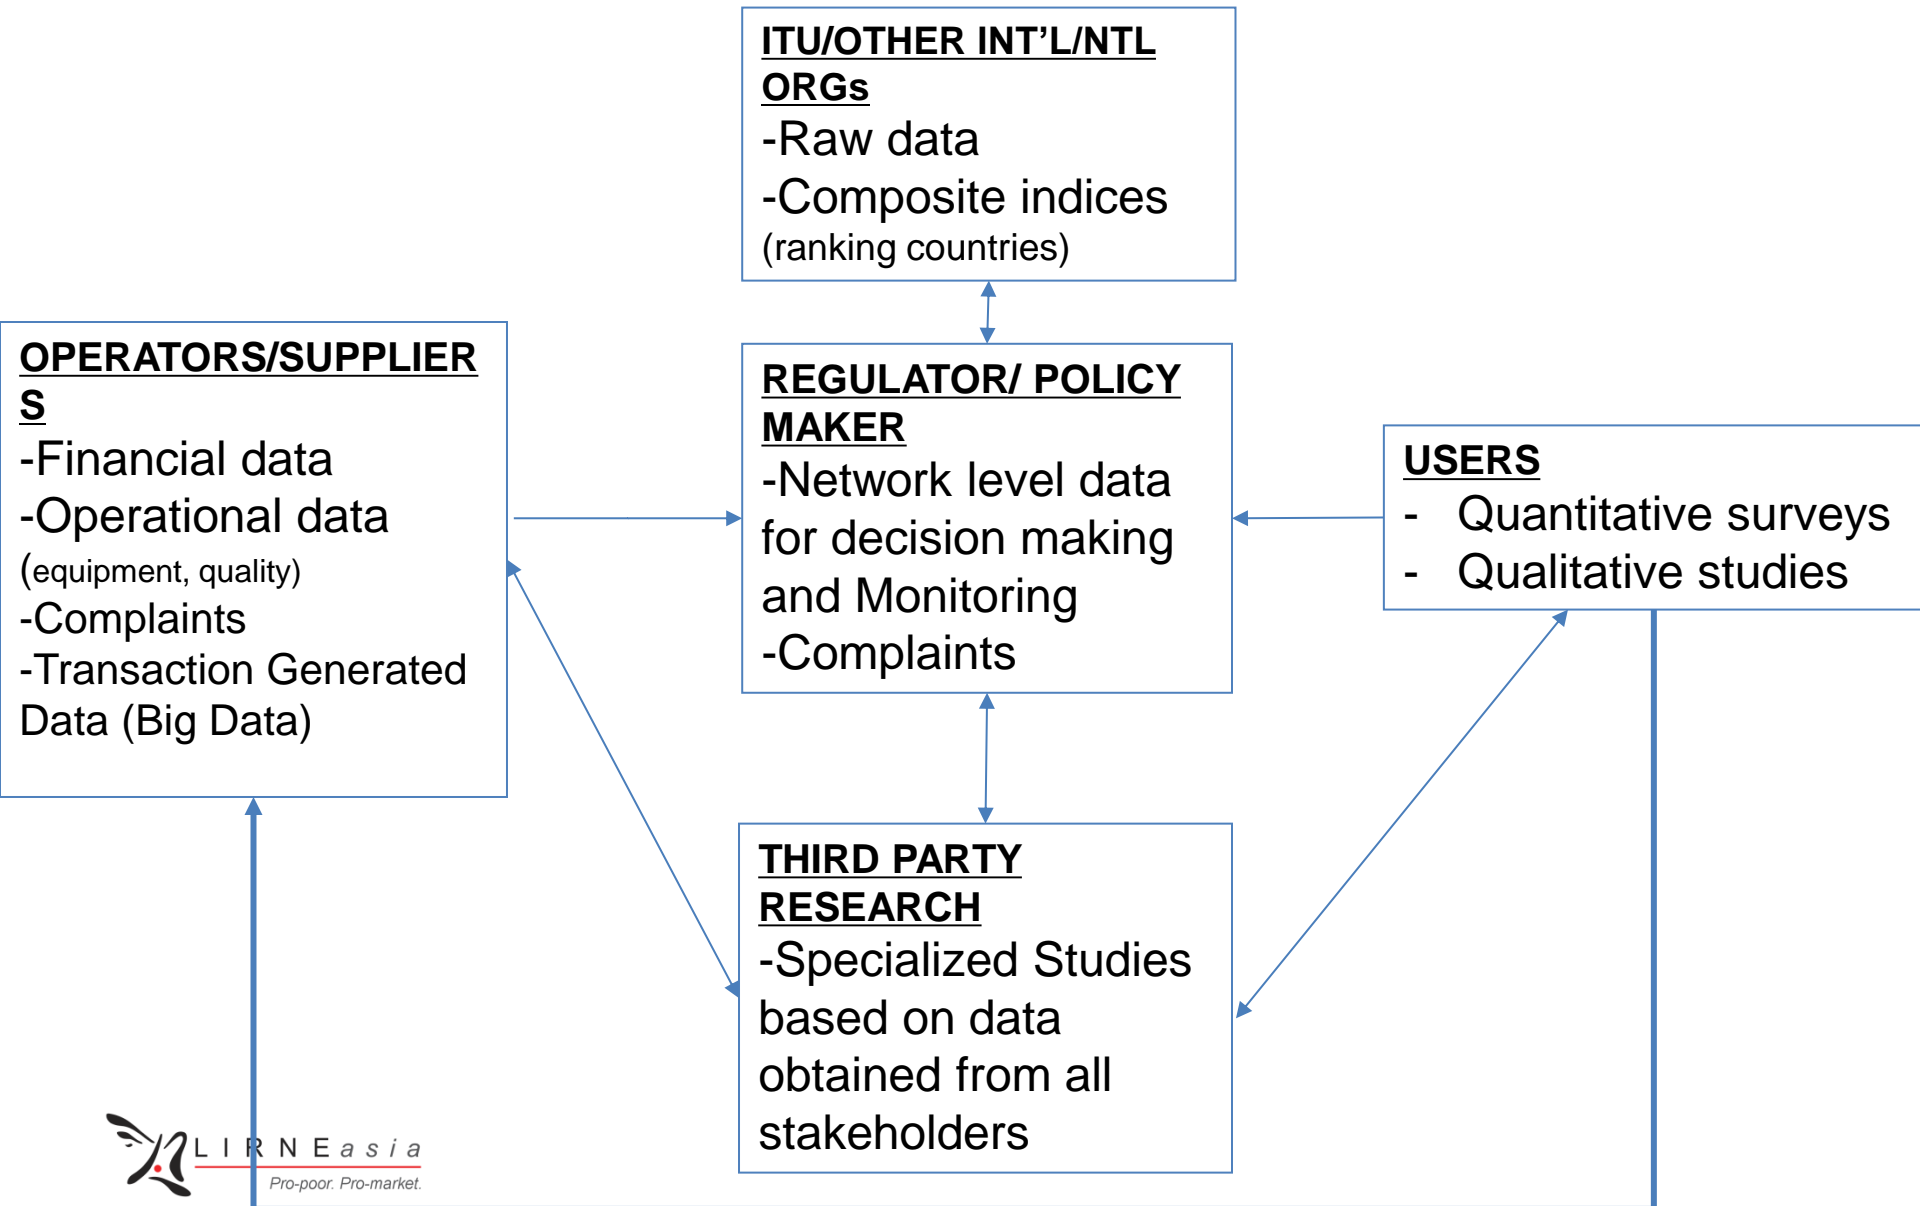 ITU/OTHER INT’L/NTL
ORGs
-Raw data
-Composite indices
(ranking countries)
OPERATORS/SUPPLIER
S
-Financial data
-Operational data
(equipment, quality)
-Complaints
-Transaction Generated
Data (Big Data)
REGULATOR/ POLICY
MAKER
-Network level data
for decision making
and Monitoring
-Complaints
USERS
- Quantitative surveys
- Qualitative studies
THIRD PARTY
RESEARCH
-Specialized Studies
based on data
obtained from all
stakeholders
LIRNEasia
Pro-poor. Pro-market.